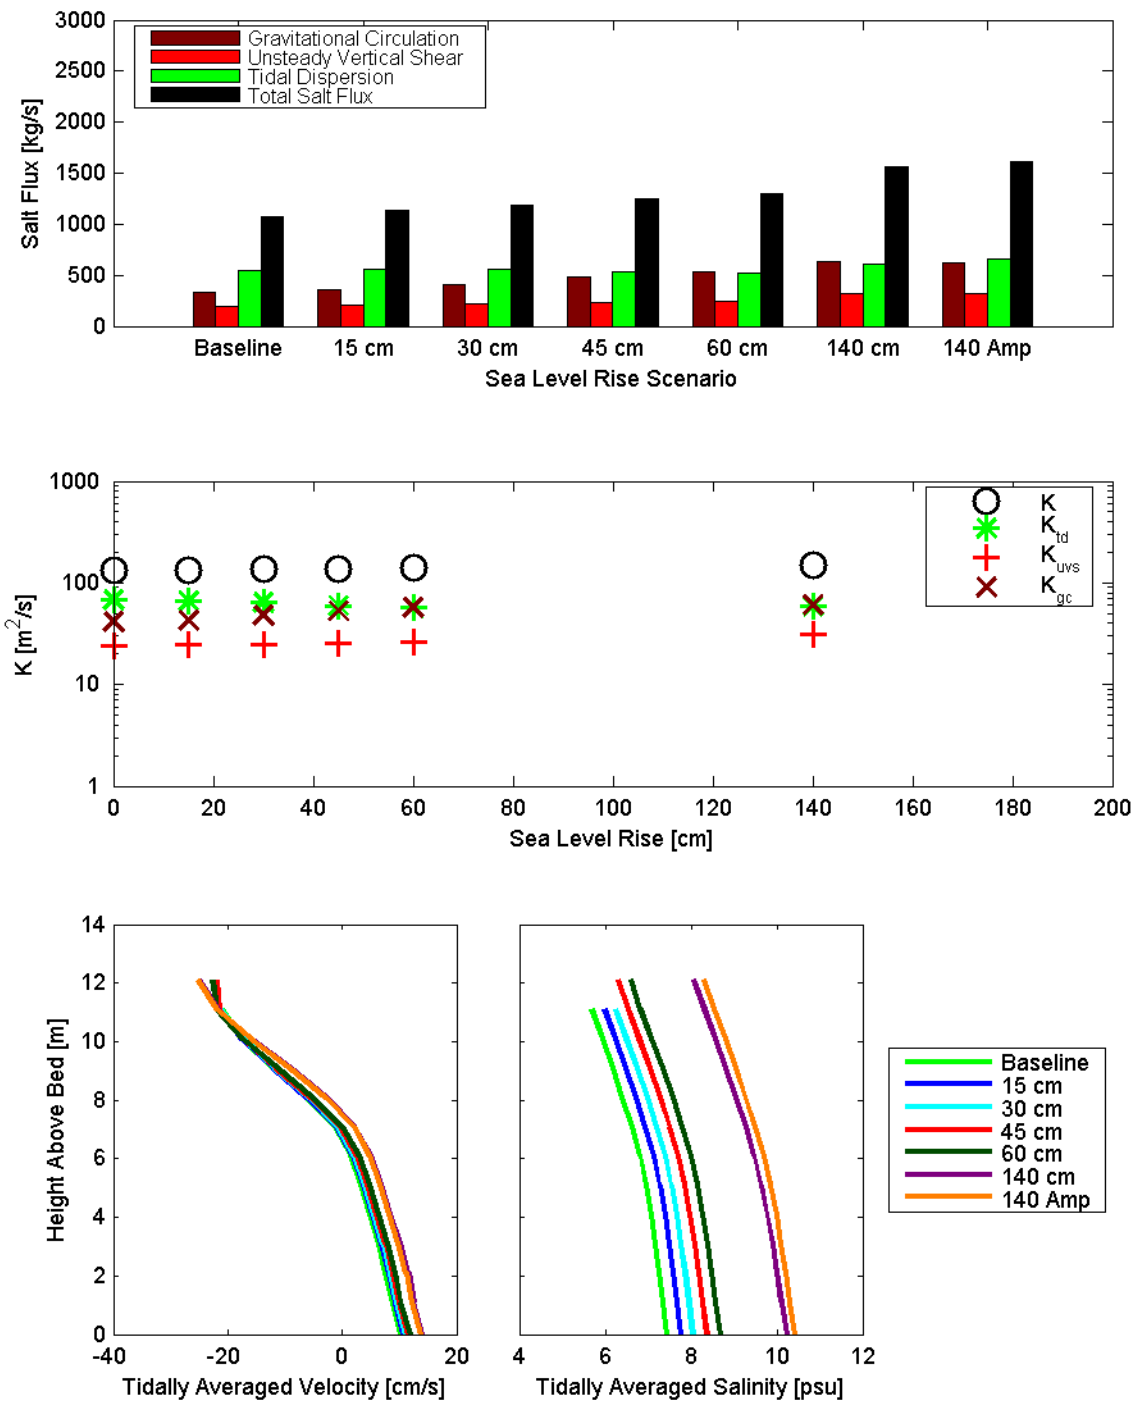 3000
2500
2000
1500
1000
500
0
Salt Flux [kg/s]
Gravitational Circulation
Unsteady Vertical Shear
Tidal Dispersion
Total Salt Flux
Baseline 15 cm 30 cm 45 cm 60 cm 140 cm 140 Amp
Sea Level Rise Scenario
1000
100
10
1
K [m²/s]
K
K_td
K_uvs
K_gc
0 20 40 60 80 100 120 140 160 180 200
Sea Level Rise [cm]
14
12
10
8
6
4
2
0
Height Above Bed [m]
-40 -20 0 20
Tidally Averaged Velocity [cm/s]
4 6 8 10 12
Tidally Averaged Salinity [psu]
Baseline
15 cm
30 cm
45 cm
60 cm
140 cm
140 Amp